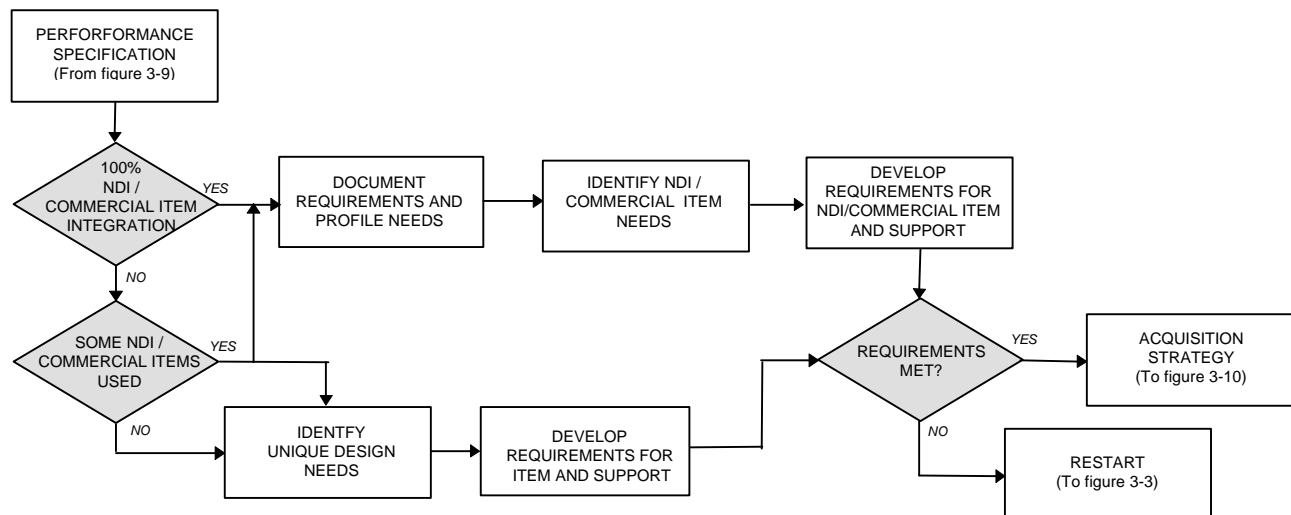 PERFORFORMANCE
SPECIFICATION
(From figure 3-9)
100%
NDI /
COMMERCIAL ITEM
INTEGRATION
YES
DOCUMENT
REQUIREMENTS AND
PROFILE NEEDS
IDENTIFY NDI /
COMMERCIAL ITEM
NEEDS
DEVELOP
REQUIREMENTS FOR
NDI/COMMERCIAL ITEM
AND SUPPORT
NO
SOME NDI /
COMMERCIAL ITEMS
USED
YES
REQUIREMENTS
MET?
YES
ACQUISITION
STRATEGY
(To figure 3-10)
NO
IDENTFY
UNIQUE DESIGN
NEEDS
DEVELOP
REQUIREMENTS FOR
ITEM AND SUPPORT
NO
RESTART
(To figure 3-3)